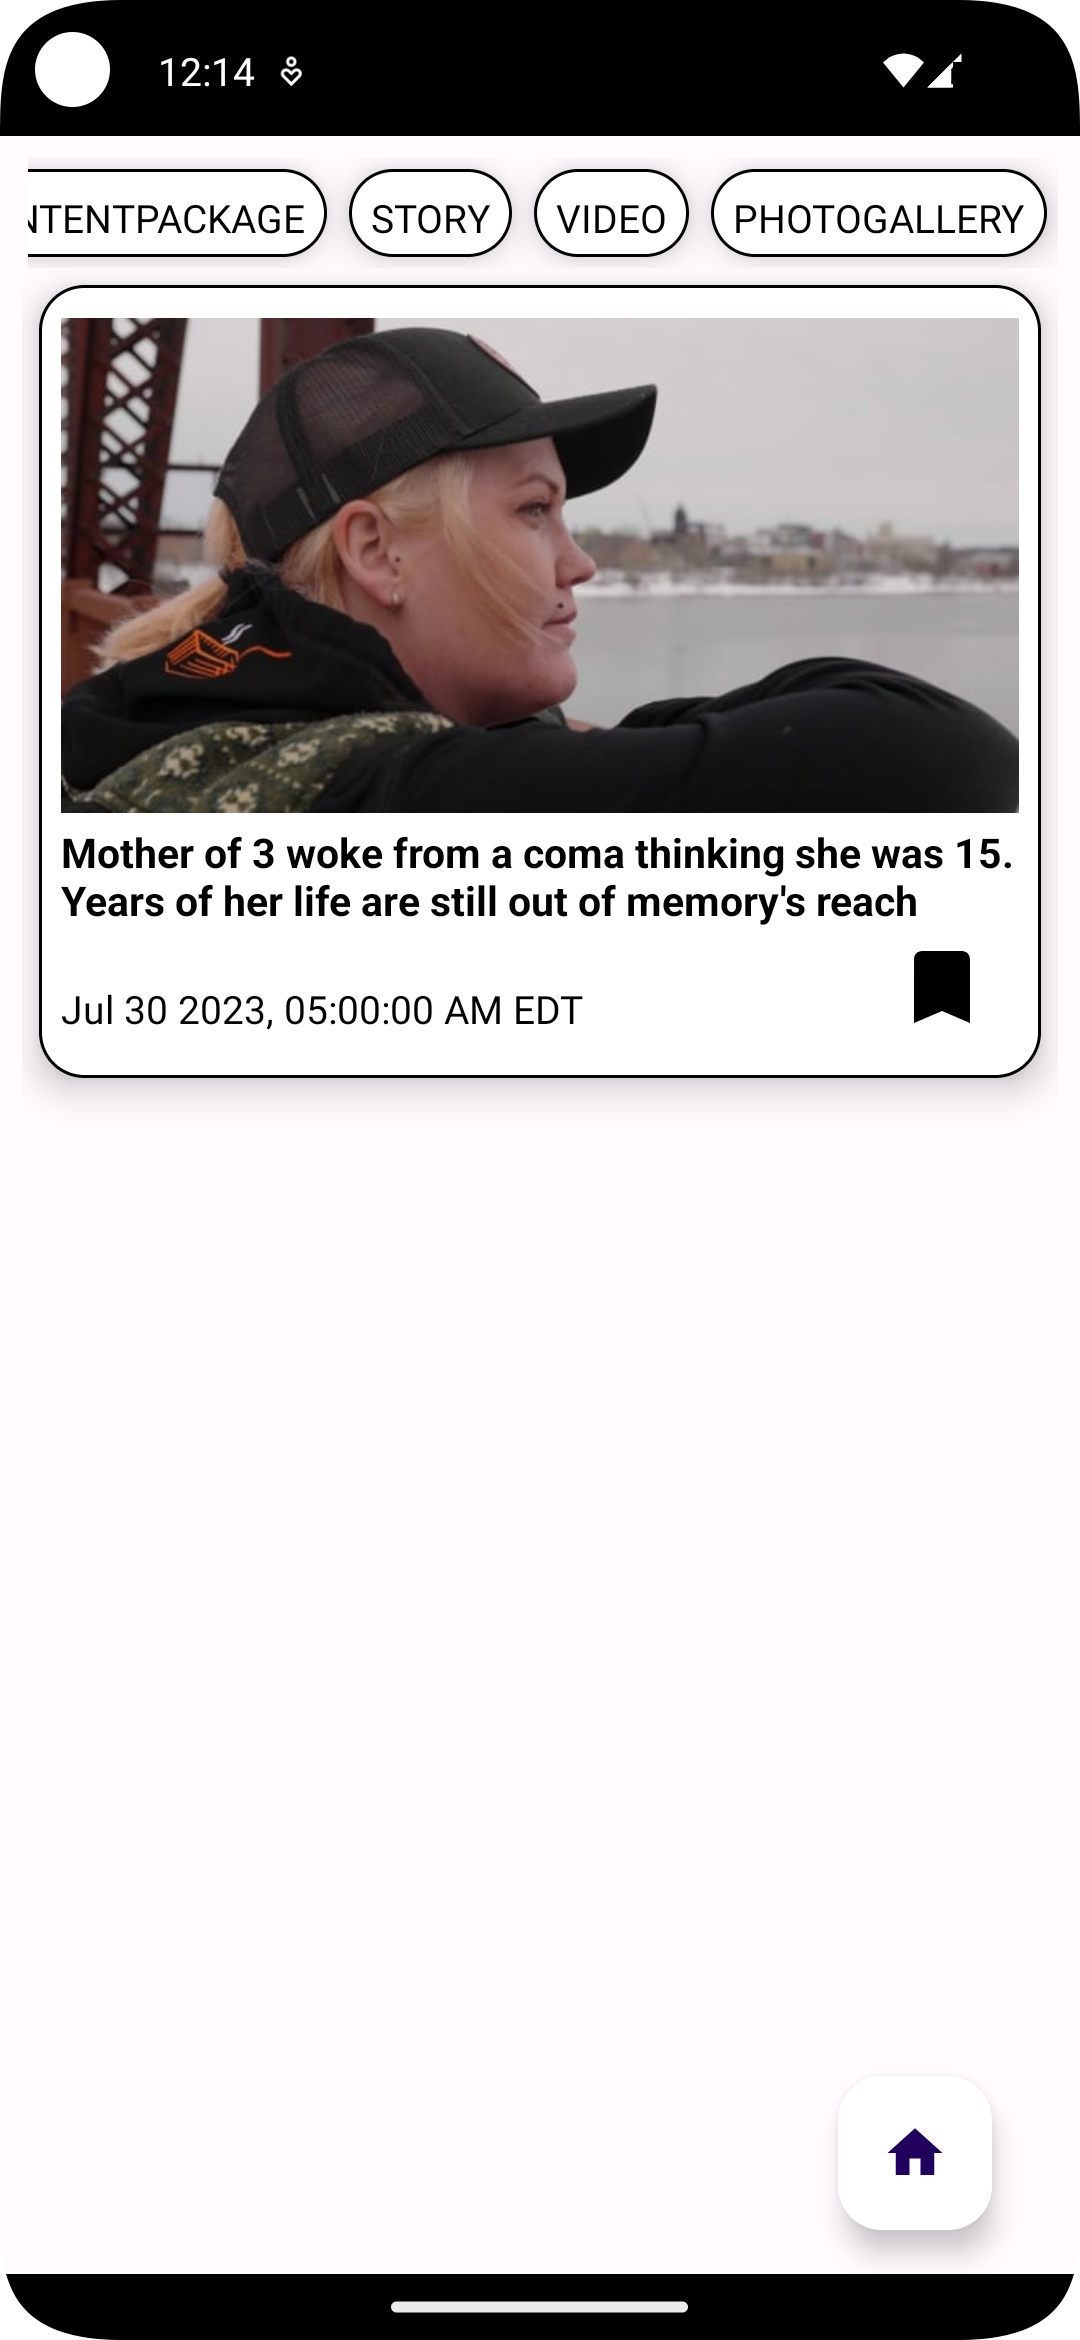 12:14
NTENTPACKAGE STORY VIDEO PHOTOGALLERY
Mother of 3 woke from a coma thinking she was 15.
Years of her life are still out of memory's reach
Jul 30 2023, 05:00:00 AM EDT